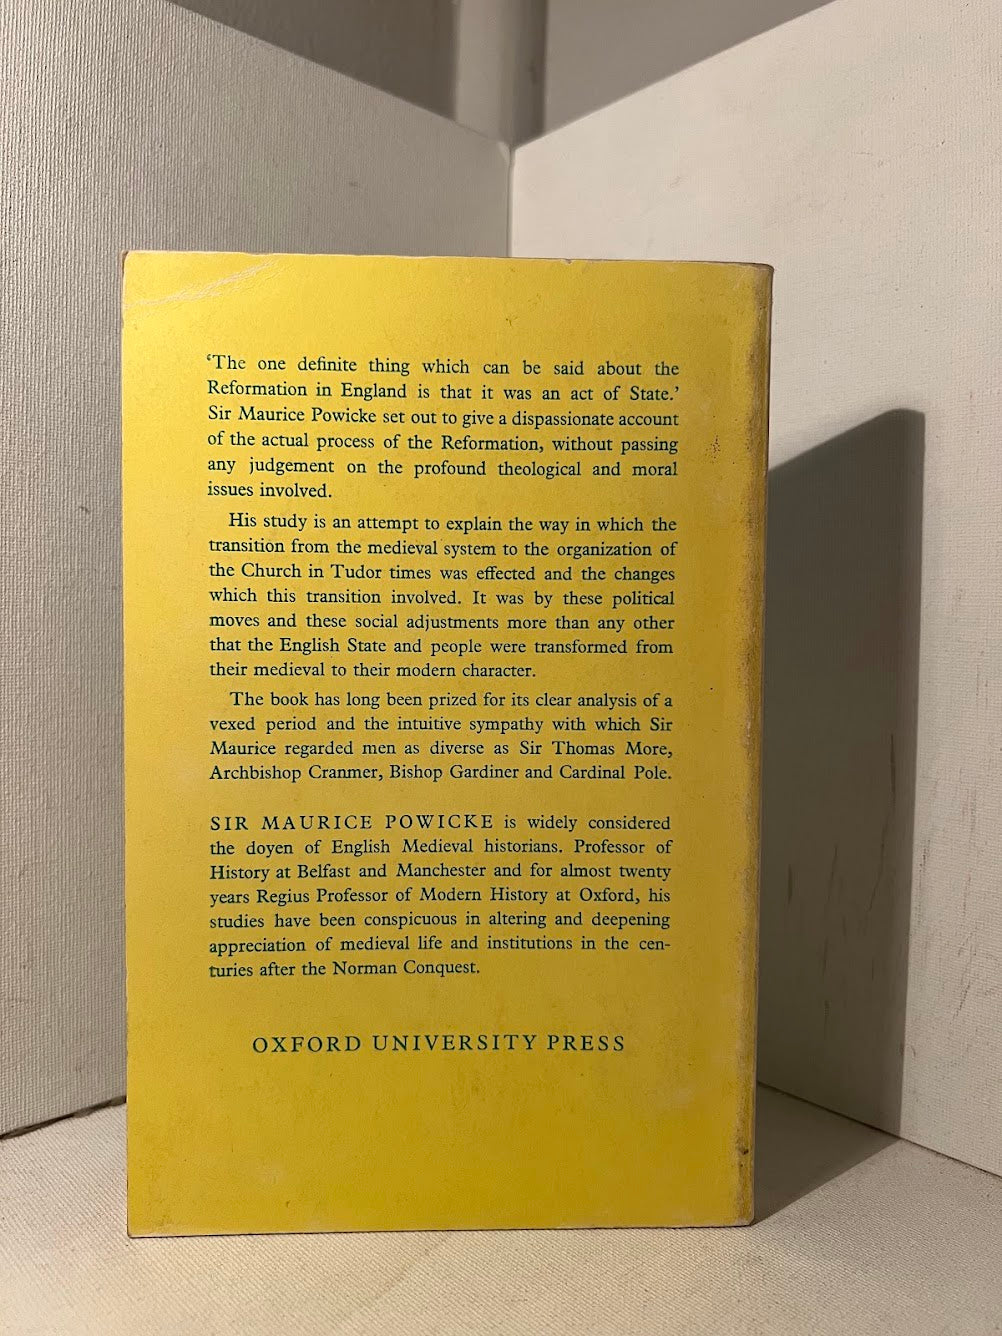 ‘The one definite thing which can be said about the
Reformation in England is that it was an act of State.’
Sir Maurice Powicke set out to give a dispassionate account
of the actual process of the Reformation, without passing
any judgement on the profound theological and moral
issues involved.
His study is an attempt to explain the way in which the
transition from the medieval system to the organization of
the Church in Tudor times was effected and the changes
which this transition involved. It was by these political
moves and these social adjustments more than any other
that the English State and people were transformed from
their medieval to their modern character.
The book has long been prized for its clear analysis of a
vexed period and the intuitive sympathy with which Sir
Maurice regarded men as diverse as Sir Thomas More,
Archbishop Cranmer, Bishop Gardiner and Cardinal Pole.
SIR MAURICE POWICKE is widely considered
the doyen of English Medieval historians. Professor of
History at Belfast and Manchester and for almost twenty
years Regius Professor of Modern History at Oxford, his
studies have been conspicuous in altering and deepening
appreciation of medieval life and institutions in the cen-
turies after the Norman Conquest.
OXFORD UNIVERSITY PRESS